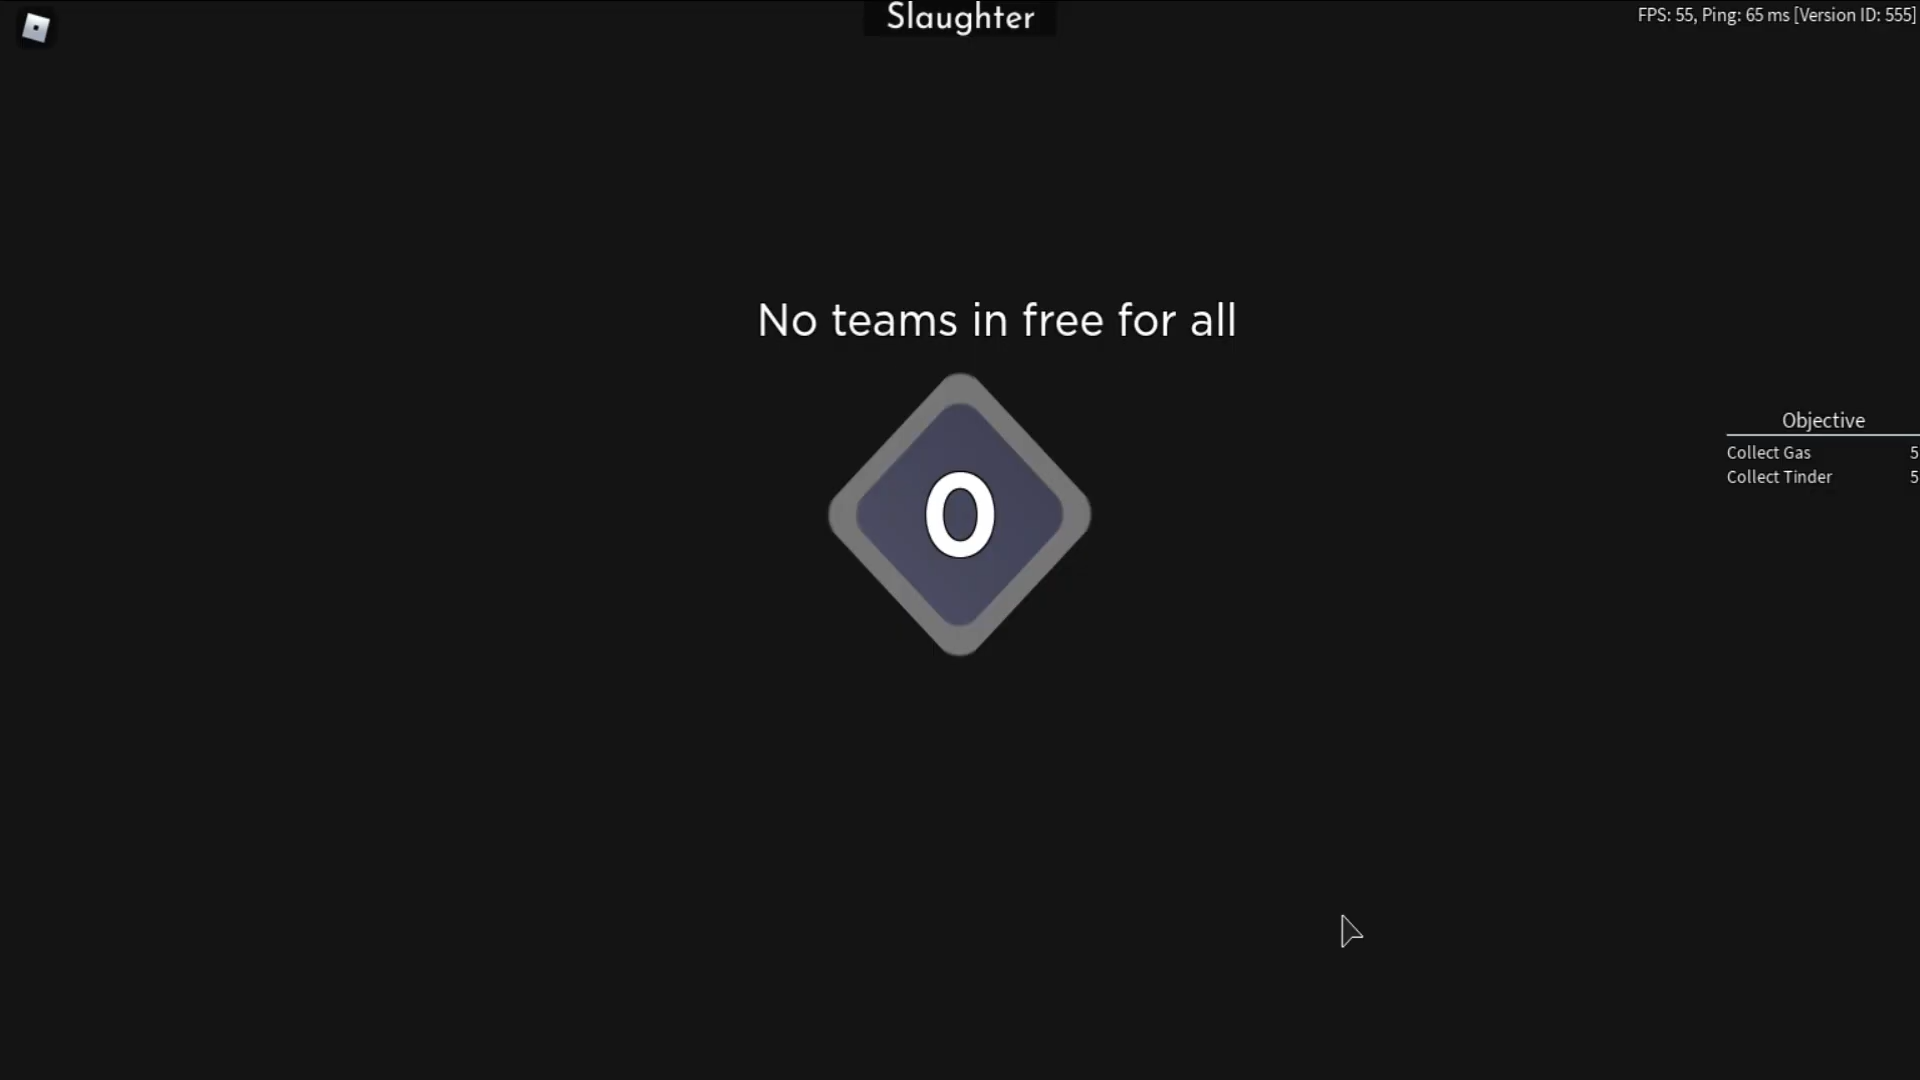 Slaughter
FPS: 55, Ping: 65 ms [Version ID: 555]
No teams in free for all
0
Objective
Collect Gas 5
Collect Tinder 5